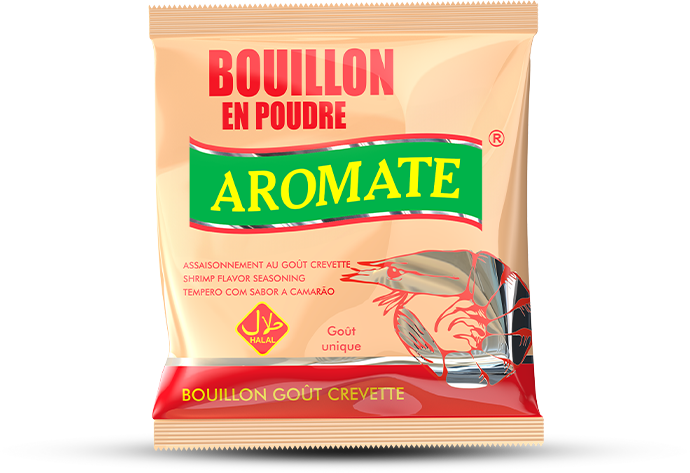 BOUILLON
EN POUDRE
®
AROMATE
ASSAISONNEMENT AU GOÛT CREVETTE
SHRIMP FLAVOR SEASONING
TEMPERO COM SABOR A CAMARÃO
حلال
HALAL
Goût
unique
BOUILLON GOÛT CREVETTE